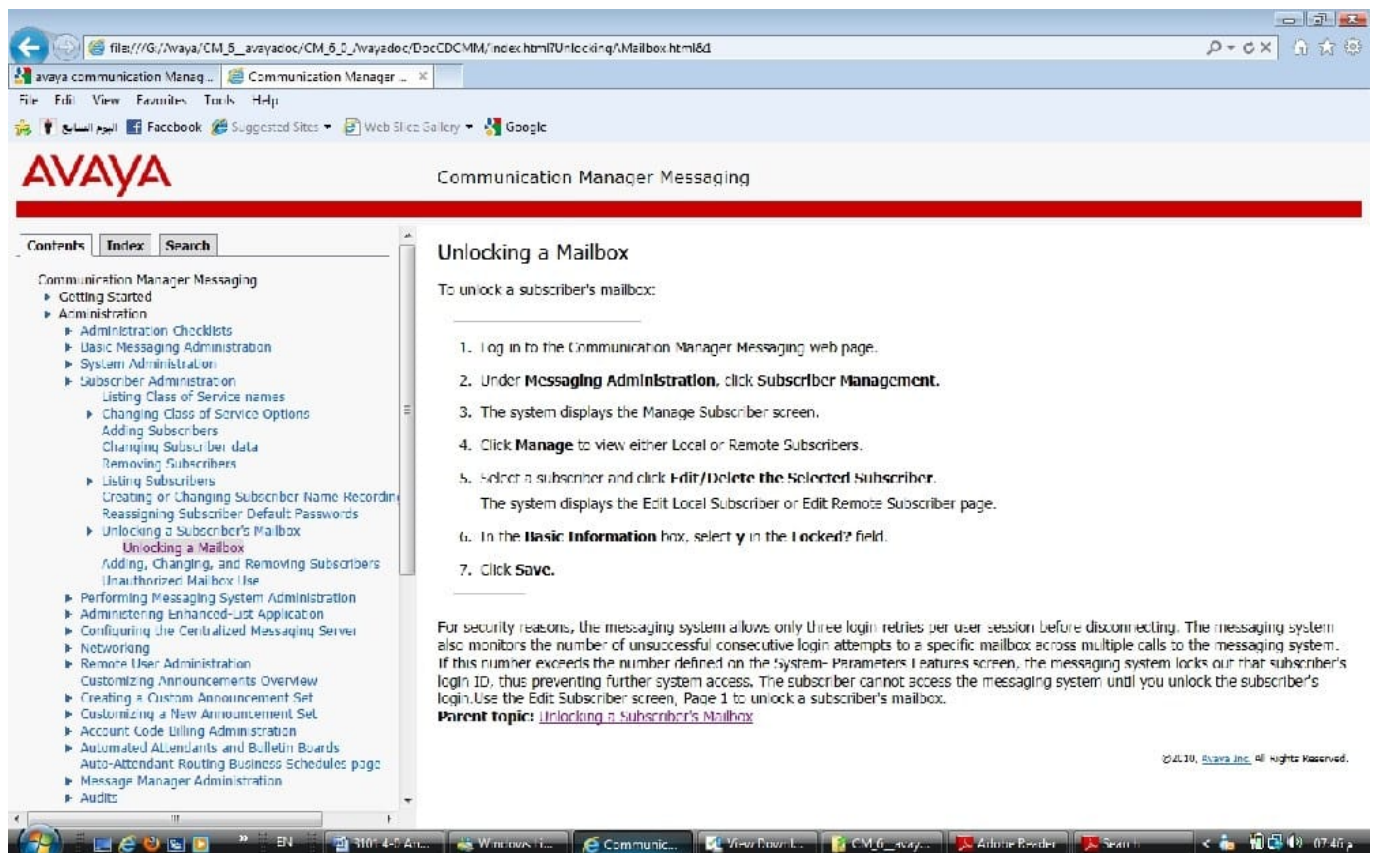 file:///G:/Avaya/CM_6__avayadoc/CM_6_0_Avayadoc/DocCDCMM/index.html?UnlockingAMailbox.html&1
avaya communication Manag...
Communication Manager ...
File Edit View Favorites Tools Help
اليوم السابع Facebook Suggested Sites Web Slice Gallery Google
AVAYA
Communication Manager Messaging
Contents Index Search
Communication Manager Messaging
Getting Started
Administration
Administration Checklists
Basic Messaging Administration
System Administration
Subscriber Administration
Listing Class of Service names
Changing Class of Service Options
Adding Subscribers
Changing Subscriber data
Removing Subscribers
Listing Subscribers
Creating or Changing Subscriber Name Recording
Reassigning Subscriber Default Passwords
Unlocking a Subscriber's Mailbox
Unlocking a Mailbox
Adding, Changing, and Removing Subscribers
Unauthorized Mailbox Use
Performing Messaging System Administration
Administering Enhanced-List Application
Configuring the Centralized Messaging Server
Networking
Remote User Administration
Customizing Announcements Overview
Creating a Custom Announcement Set
Customizing a New Announcement Set
Account Code Billing Administration
Automated Attendants and Bulletin Boards
Auto-Attendant Routing Business Schedules page
Message Manager Administration
Audits
Unlocking a Mailbox
To unlock a subscriber's mailbox:
1. Log in to the Communication Manager Messaging web page.
2. Under Messaging Administration, click Subscriber Management.
3. The system displays the Manage Subscriber screen.
4. Click Manage to view either Local or Remote Subscribers.
5. Select a subscriber and click Edit/Delete the Selected Subscriber.
The system displays the Edit Local Subscriber or Edit Remote Subscriber page.
6. In the Basic Information box, select y in the Locked? field.
7. Click Save.
For security reasons, the messaging system allows only three login retries per user session before disconnecting. The messaging system
also monitors the number of unsuccessful consecutive login attempts to a specific mailbox across multiple calls to the messaging system.
If this number exceeds the number defined on the System- Parameters Features screen, the messaging system locks out that subscriber's
login ID, thus preventing further system access. The subscriber cannot access the messaging system until you unlock the subscriber's
login.Use the Edit Subscriber screen, Page 1 to unlock a subscriber's mailbox.
Parent topic: Unlocking a Subscriber's Mailbox
©2010, Avaya Inc. All Rights Reserved.
EN Windows Li... Communic... View Downl... CM_6__avay... Adobe Reader Search 07:46 م